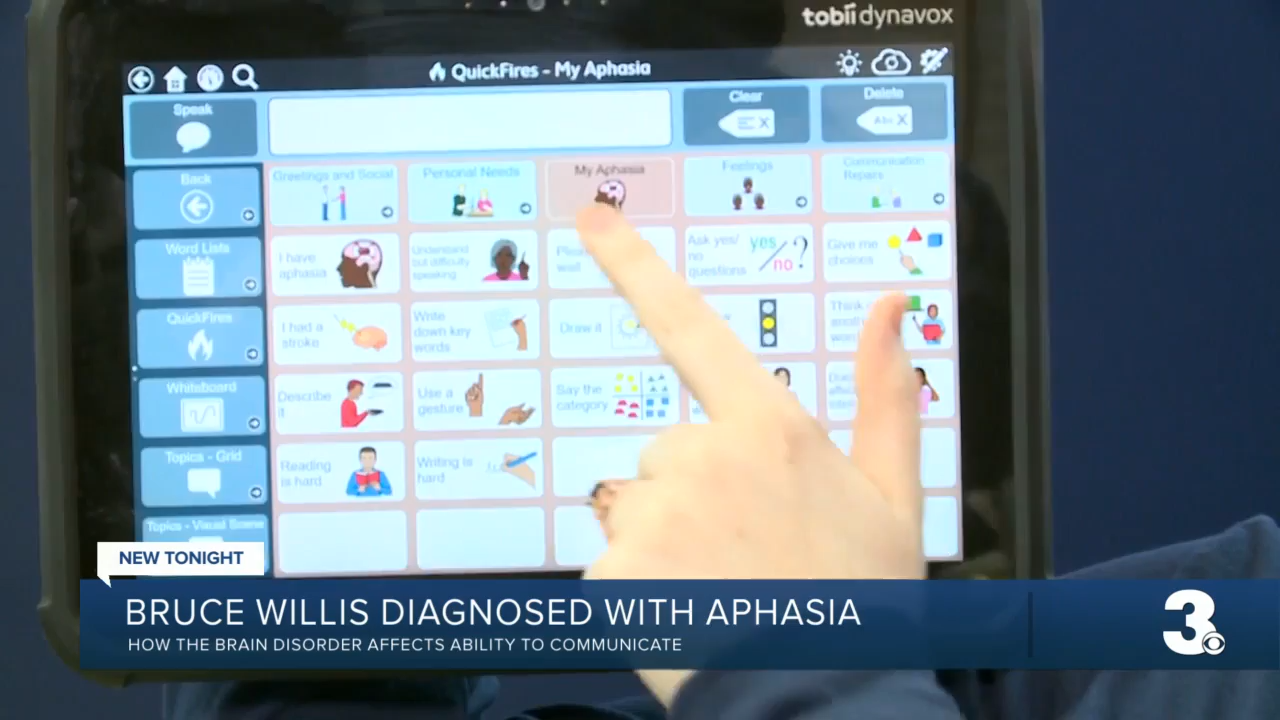 tobii dynavox
QuickFires - My Aphasia
Speak
Clear
Delete
Abc X
Back
Greetings and Social
Personal Needs
My Aphasia
Feelings
Communication
Repairs
Word Lists
I have
aphasia
Understand
but difficulty
speaking
wait
Ask yes/
no
questions
yes/
no?
Give me
choices
QuickFires
I had a
stroke
Write
down key
words
Draw it
Think
Whiteboard
Describe
it
Use a
gesture
Say the
category
Topics - Grid
Reading
is hard
Writing is
hard
Topics - Visual Scene
NEW TONIGHT
BRUCE WILLIS DIAGNOSED WITH APHASIA
HOW THE BRAIN DISORDER AFFECTS ABILITY TO COMMUNICATE
3